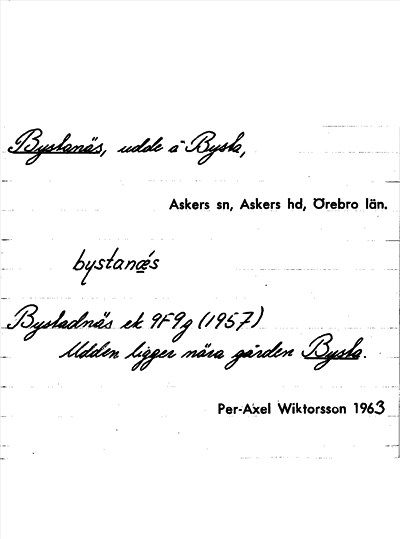 Bystanäs, udde å Bysta,
Askers sn, Askers hd, Örebro län.
bystanǽs
Bystadnäs ek 9F9g (1957)
Udden ligger nära gården Bysta.
Per-Axel Wiktorsson 1963